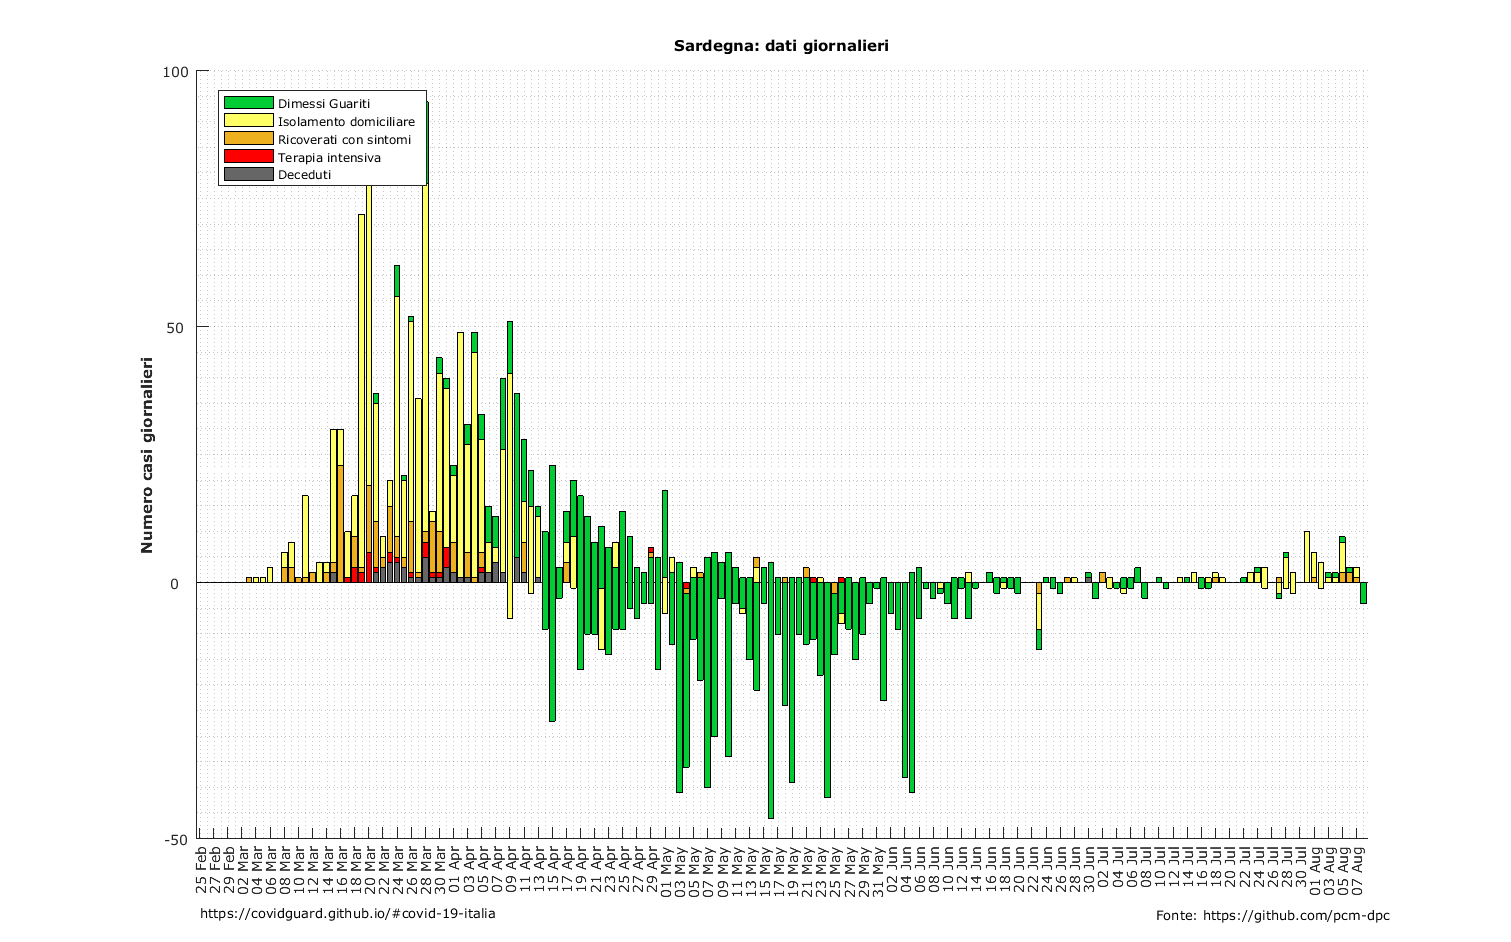 Sardegna: dati giornalieri
100
50
0
-50
Numero casi giornalieri
Dimessi Guariti
Isolamento domiciliare
Ricoverati con sintomi
Terapia intensiva
Deceduti
25 Feb
27 Feb
29 Feb
02 Mar
04 Mar
06 Mar
08 Mar
10 Mar
12 Mar
14 Mar
16 Mar
18 Mar
20 Mar
22 Mar
24 Mar
26 Mar
28 Mar
30 Mar
01 Apr
03 Apr
05 Apr
07 Apr
09 Apr
11 Apr
13 Apr
15 Apr
17 Apr
19 Apr
21 Apr
23 Apr
25 Apr
27 Apr
29 Apr
01 May
03 May
05 May
07 May
09 May
11 May
13 May
15 May
17 May
19 May
21 May
23 May
25 May
27 May
29 May
31 May
02 Jun
04 Jun
06 Jun
08 Jun
10 Jun
12 Jun
14 Jun
16 Jun
18 Jun
20 Jun
22 Jun
24 Jun
26 Jun
28 Jun
30 Jun
02 Jul
04 Jul
06 Jul
08 Jul
10 Jul
12 Jul
14 Jul
16 Jul
18 Jul
20 Jul
22 Jul
24 Jul
26 Jul
28 Jul
30 Jul
01 Aug
03 Aug
05 Aug
07 Aug
https://covidguard.github.io/#covid-19-italia
Fonte: https://github.com/pcm-dpc